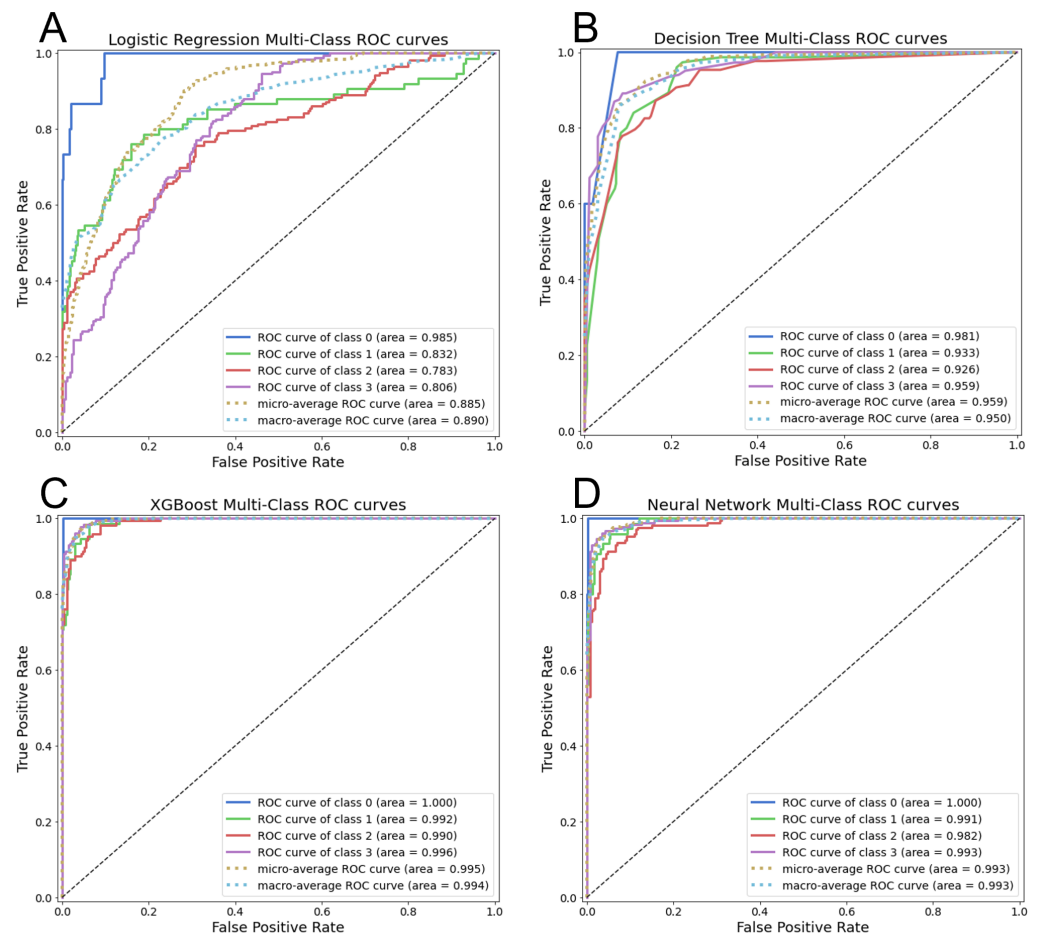 A
Logistic Regression Multi-Class ROC curves
1.0
0.8
0.6
0.4
0.2
0.0
True Positive Rate
ROC curve of class 0 (area = 0.985)
ROC curve of class 1 (area = 0.832)
ROC curve of class 2 (area = 0.783)
ROC curve of class 3 (area = 0.806)
micro-average ROC curve (area = 0.885)
macro-average ROC curve (area = 0.890)
0.0 0.2 0.4 0.6 0.8 1.0
False Positive Rate
B
Decision Tree Multi-Class ROC curves
1.0
0.8
0.6
0.4
0.2
0.0
True Positive Rate
ROC curve of class 0 (area = 0.981)
ROC curve of class 1 (area = 0.933)
ROC curve of class 2 (area = 0.926)
ROC curve of class 3 (area = 0.959)
micro-average ROC curve (area = 0.959)
macro-average ROC curve (area = 0.950)
0.0 0.2 0.4 0.6 0.8 1.0
False Positive Rate
C
XGBoost Multi-Class ROC curves
1.0
0.8
0.6
0.4
0.2
0.0
True Positive Rate
ROC curve of class 0 (area = 1.000)
ROC curve of class 1 (area = 0.992)
ROC curve of class 2 (area = 0.990)
ROC curve of class 3 (area = 0.996)
micro-average ROC curve (area = 0.995)
macro-average ROC curve (area = 0.994)
0.0 0.2 0.4 0.6 0.8 1.0
False Positive Rate
D
Neural Network Multi-Class ROC curves
1.0
0.8
0.6
0.4
0.2
0.0
True Positive Rate
ROC curve of class 0 (area = 1.000)
ROC curve of class 1 (area = 0.991)
ROC curve of class 2 (area = 0.982)
ROC curve of class 3 (area = 0.993)
micro-average ROC curve (area = 0.993)
macro-average ROC curve (area = 0.993)
0.0 0.2 0.4 0.6 0.8 1.0
False Positive Rate